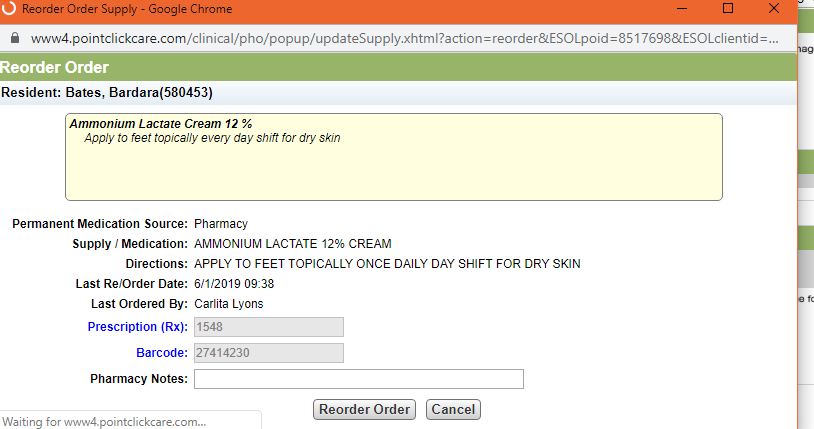 Reorder Order Supply - Google Chrome
www4.pointclickcare.com/clinical/pho/popup/updateSupply.xhtml?action=reorder&ESOLpoid=8517698&ESOLclientid=...
Reorder Order
Resident: Bates, Bardara(580453)
Ammonium Lactate Cream 12 %
Apply to feet topically every day shift for dry skin
Permanent Medication Source: Pharmacy
Supply / Medication: AMMONIUM LACTATE 12% CREAM
Directions: APPLY TO FEET TOPICALLY ONCE DAILY DAY SHIFT FOR DRY SKIN
Last Re/Order Date: 6/1/2019 09:38
Last Ordered By: Carlita Lyons
Prescription (Rx): 1548
Barcode: 27414230
Pharmacy Notes:
Reorder Order Cancel
Waiting for www4.pointclickcare.com...